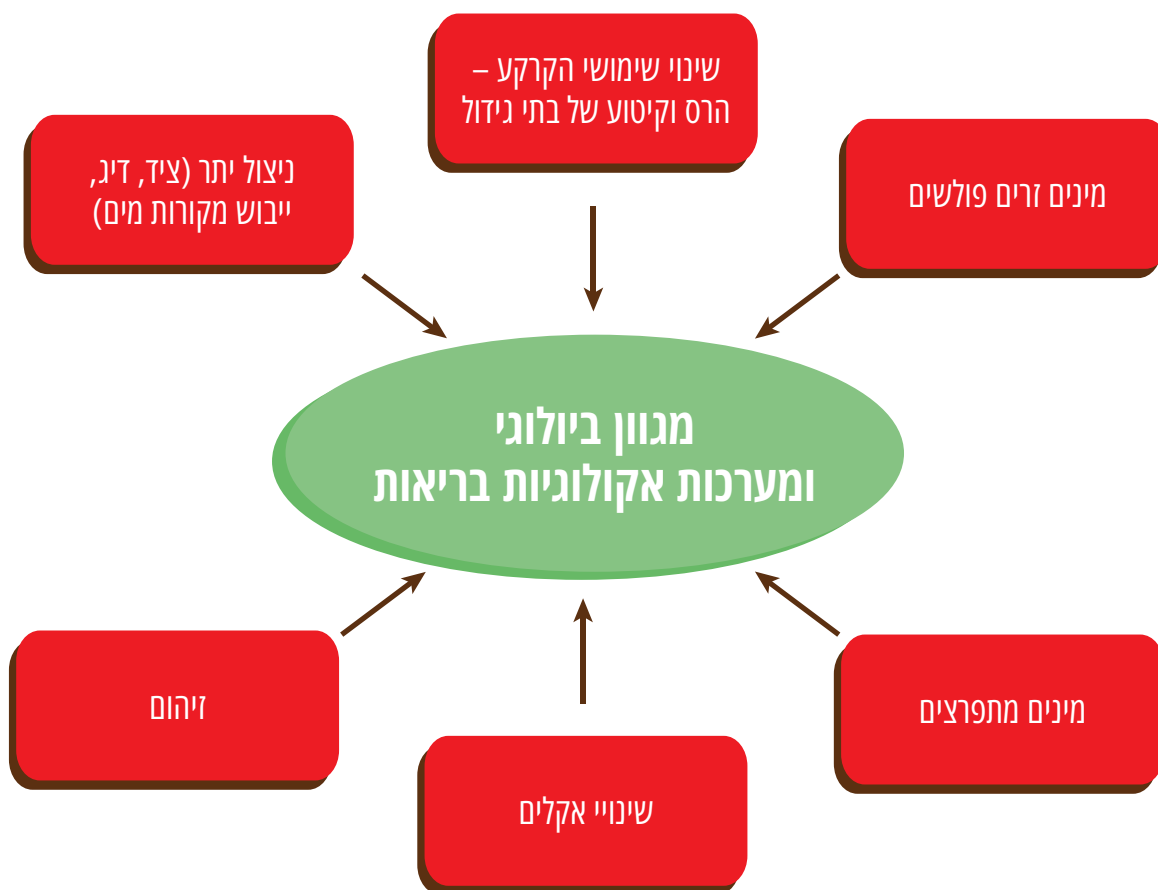 שינוי שימושי הקרקע –
הרס וקיטוע של בתי גידול
מינים זרים פולשים
ניצול יתר (ציד, דיג,
ייבוש מקורות מים)
מגוון ביולוגי
ומערכות אקולוגיות בריאות
מינים מתפרצים
זיהום
שינויי אקלים